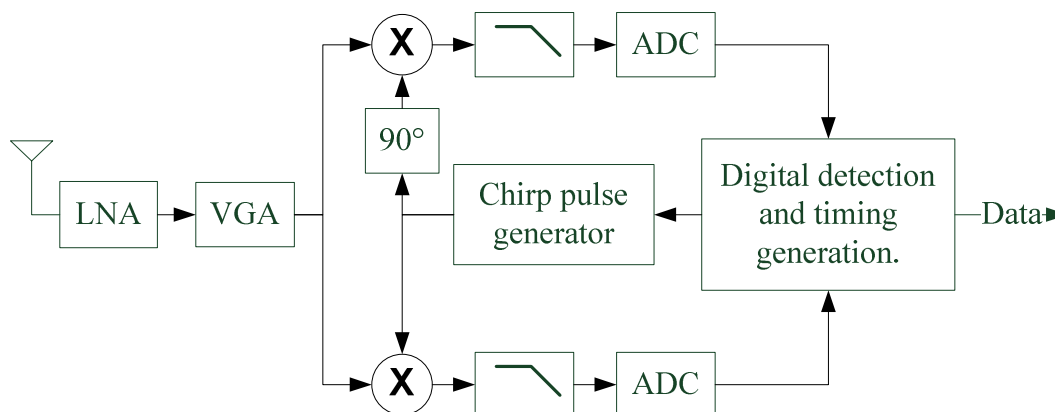 X
ADC
90°
LNA
VGA
Chirp pulse
generator
Digital detection
and timing
generation.
Data
X
ADC